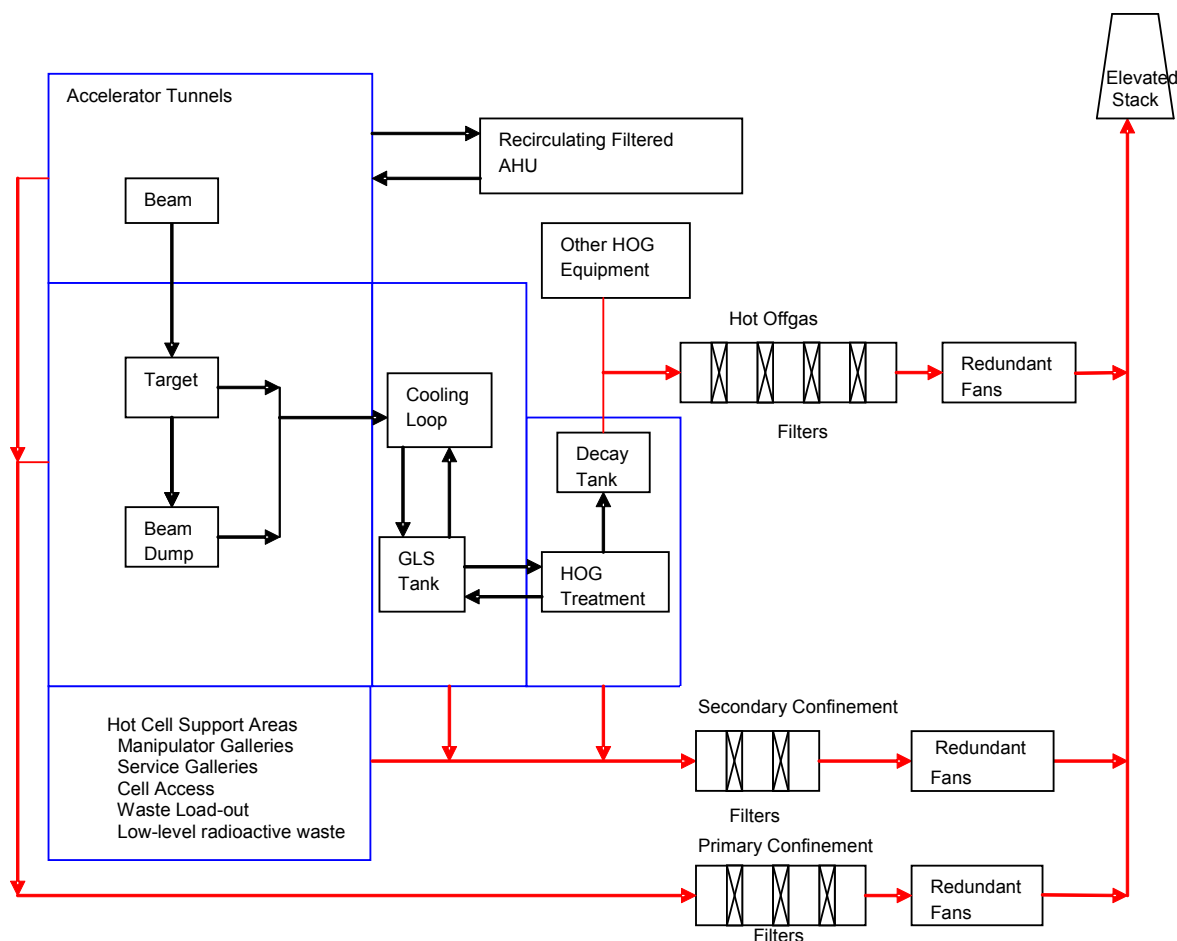 Elevated
Stack
Accelerator Tunnels
Recirculating Filtered
AHU
Beam
Other HOG
Equipment
Hot Offgas
Target
Cooling
Loop
Redundant
Fans
Filters
Decay
Tank
Beam
Dump
GLS
Tank
HOG
Treatment
Hot Cell Support Areas
Manipulator Galleries
Service Galleries
Cell Access
Waste Load-out
Low-level radioactive waste
Secondary Confinement
Redundant
Fans
Filters
Primary Confinement
Redundant
Fans
Filters